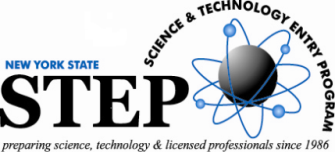 SCIENCE & TECHNOLOGY ENTRY PROGRAM
NEW YORK STATE
STEP
preparing science, technology & licensed professionals since 1986